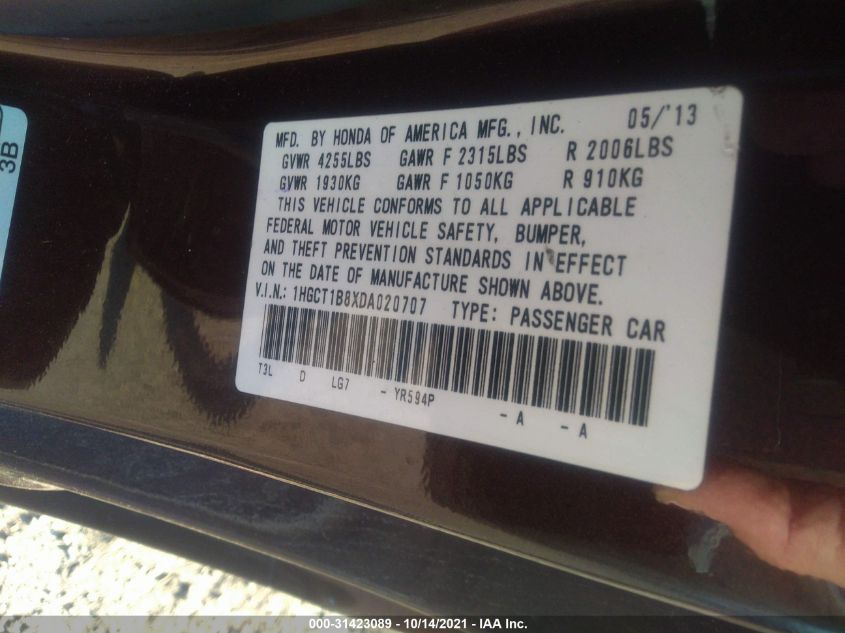 3B
MFD. BY HONDA OF AMERICA MFG., INC. 05/'13
GVWR 4255LBS GAWR F 2315LBS R 2006LBS
GVWR 1930KG GAWR F 1050KG R 910KG
THIS VEHICLE CONFORMS TO ALL APPLICABLE
FEDERAL MOTOR VEHICLE SAFETY, BUMPER,
AND THEFT PREVENTION STANDARDS IN EFFECT
ON THE DATE OF MANUFACTURE SHOWN ABOVE.
V.I.N.: 1HGCT1B8XDA020707 TYPE: PASSENGER CAR
T3L D LG7 - YR594P - A - A
000-31423089 - 10/14/2021 - IAA Inc.